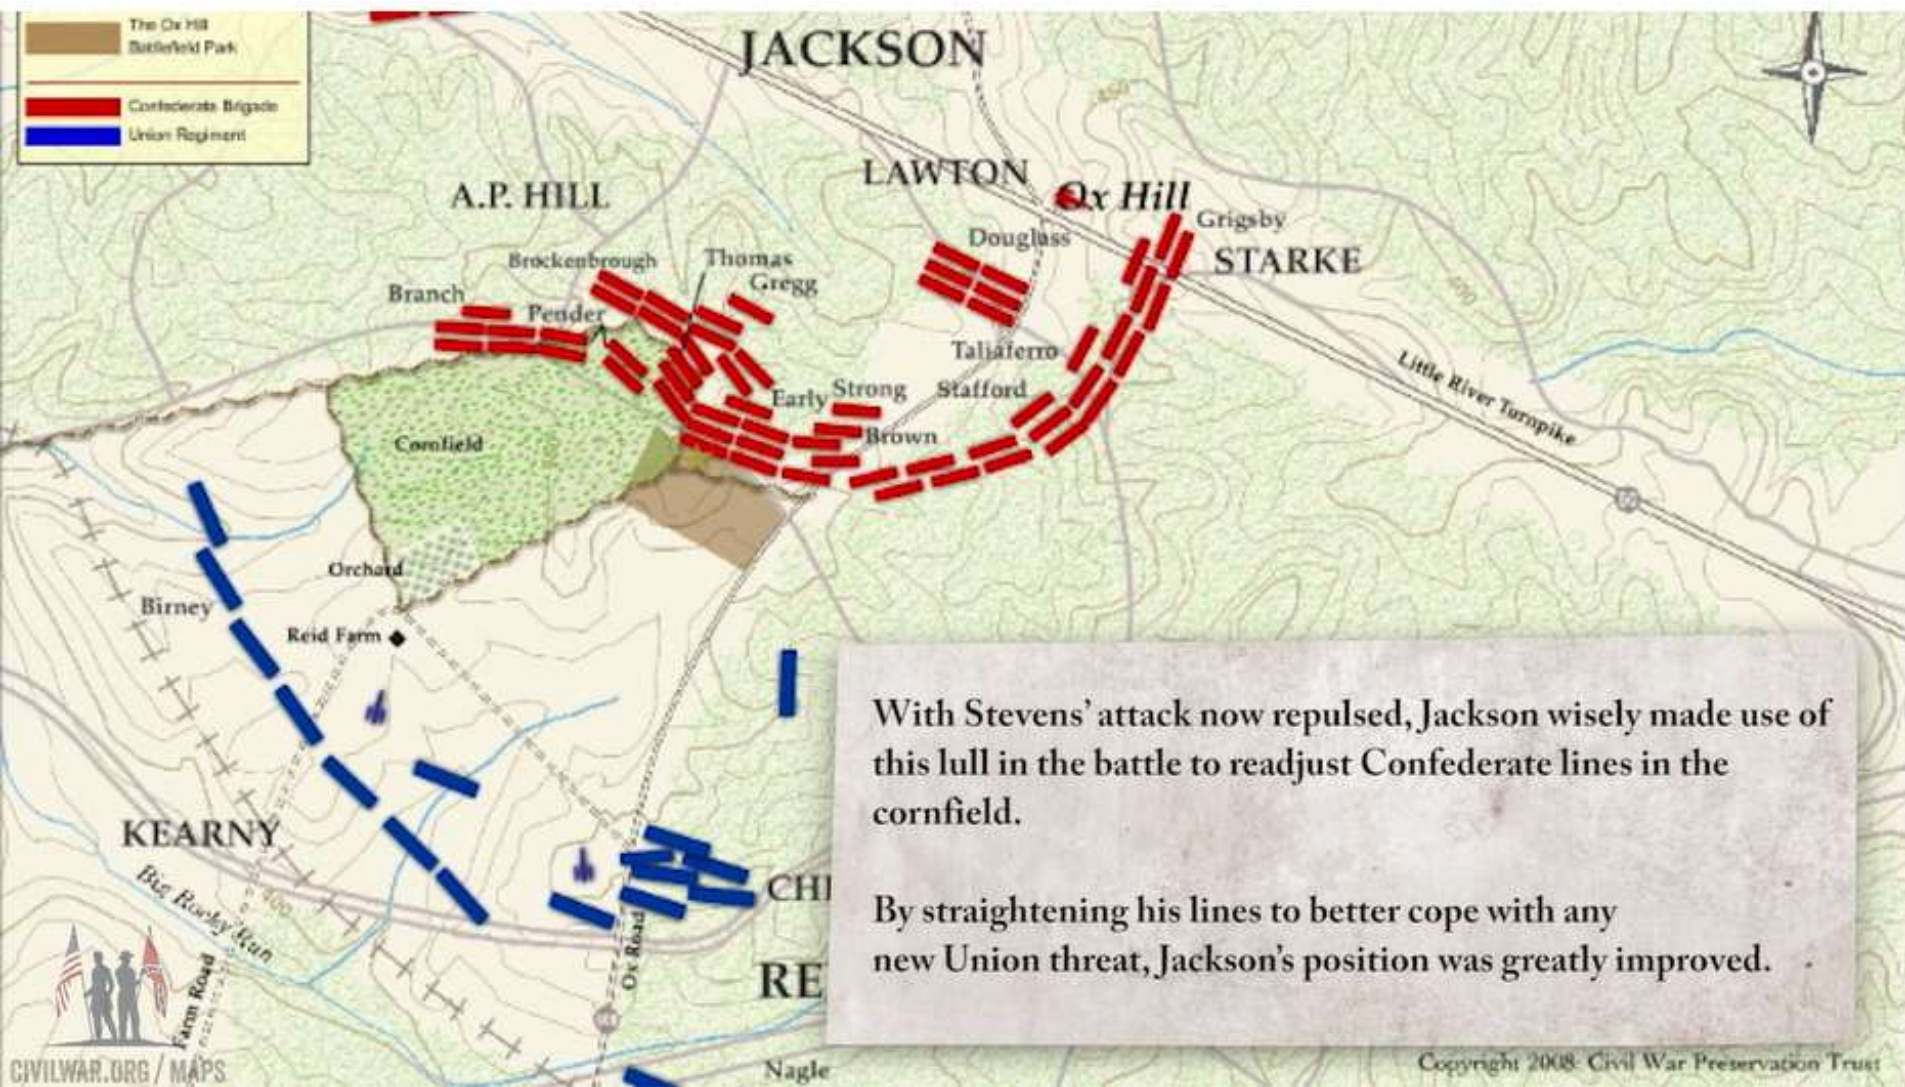 The Ox Hill
Battlefield Park
Confederate Brigade
Union Regiment
JACKSON
450
LAWTON
A.P. HILL
Ox Hill
Grigsby
Douglass
STARKE
Brockenbrough
Thomas
Gregg
Branch
Pender
450
Taliaferro
Little River Turnpike
Early
Strong
Stafford
Brown
Cornfield
Orchard
Birney
Reid Farm
With Stevens' attack now repulsed, Jackson wisely made use of
this lull in the battle to readjust Confederate lines in the
cornfield.
By straightening his lines to better cope with any
new Union threat, Jackson's position was greatly improved.
KEARNY
Big Rocky Run
400
CHI
RE
Ox Road
Farm Road
Nagle
CIVILWAR.ORG / MAPS
Copyright 2008 Civil War Preservation Trust